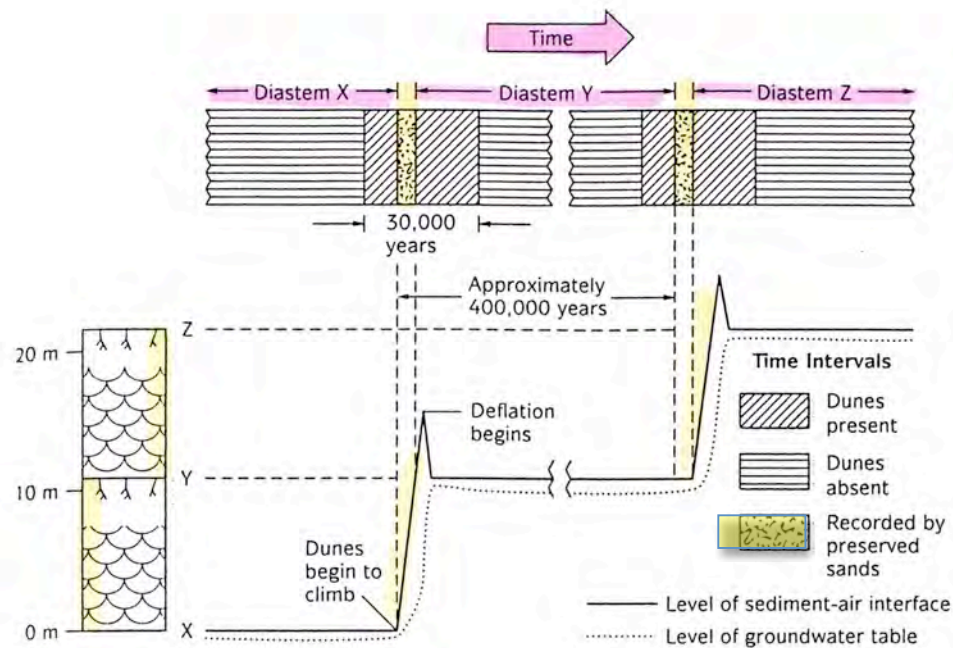 Time
Diastem X
Diastem Y
Diastem Z
30,000
years
Approximately
400,000 years
Z
20 m
Time Intervals
Deflation
begins
Dunes
present
Y
10 m
Dunes
absent
Recorded by
preserved
sands
Dunes
begin to
climb
0 m
X
Level of sediment-air interface
Level of groundwater table